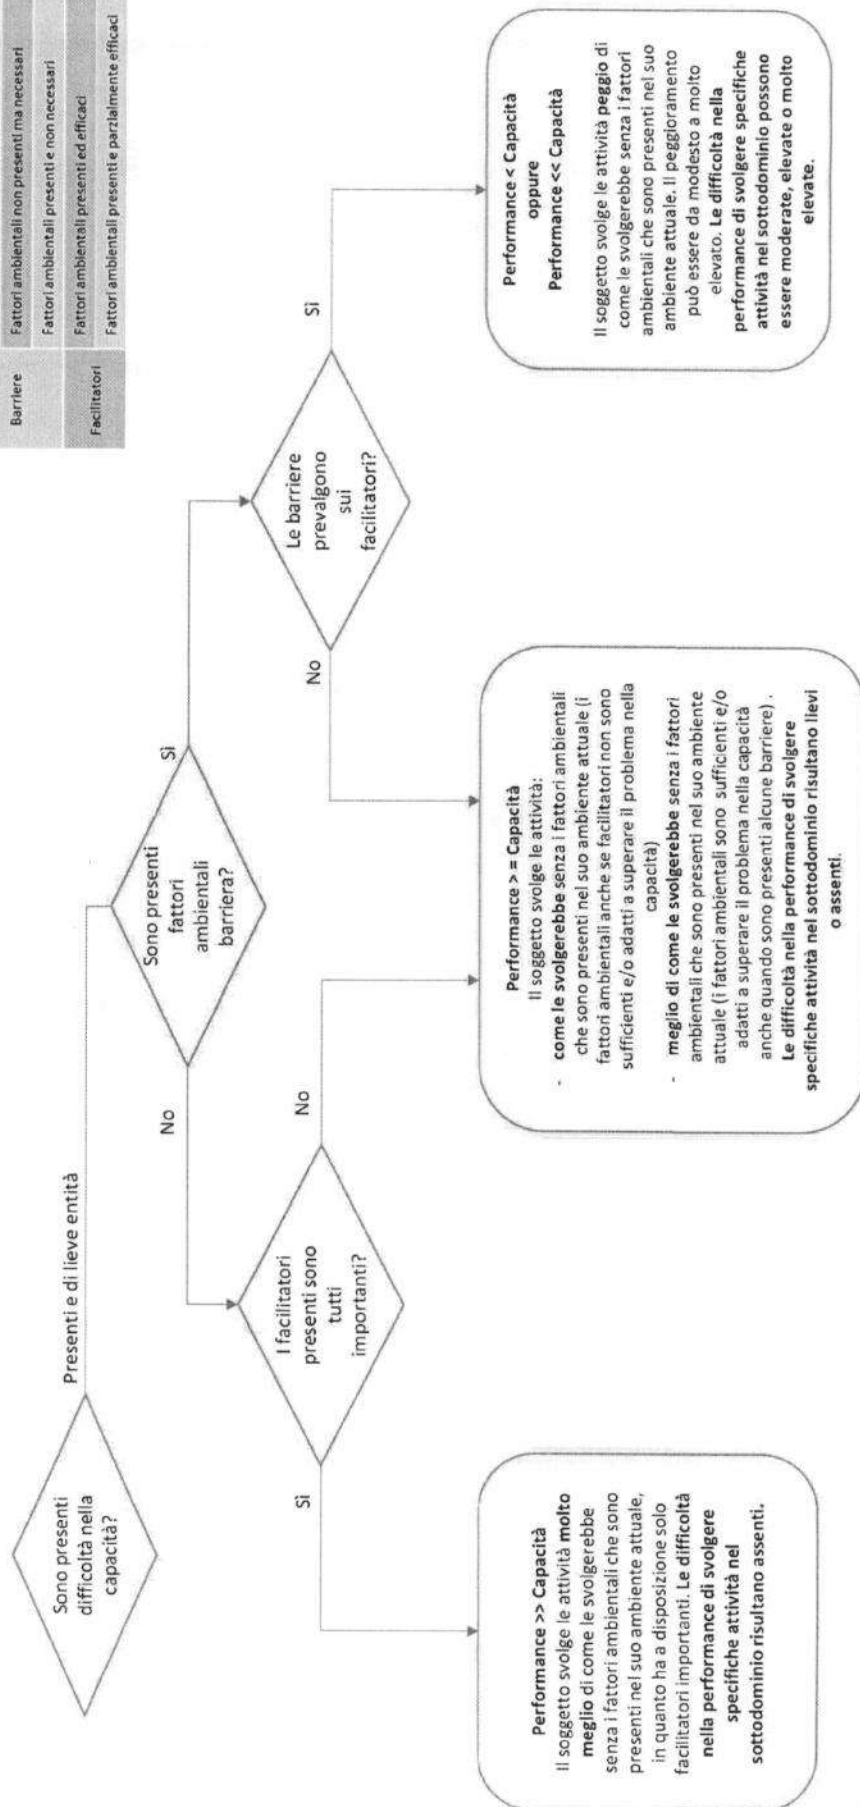 Barriere
Fattori ambientali non presenti ma necessari
Fattori ambientali presenti e non necessari
Facilitatori
Fattori ambientali presenti ed efficaci
Fattori ambientali presenti e parzialmente efficaci
Sono presenti
difficoltà nella
capacità?
Presenti e di lieve entità
Sono presenti
fattori
ambientali
barriera?
No
Sì
I facilitatori
presenti sono
tutti
importanti?
Sì
No
Le barriere
prevalgono
sui
facilitatori?
No
Sì
Performance >> Capacità
Il soggetto svolge le attività molto
meglio di come le svolgerebbe
senza i fattori ambientali che sono
presenti nel suo ambiente attuale,
in quanto ha a disposizione solo
facilitatori importanti. Le difficoltà
nella performance di svolgere
specifiche attività nel
sottodominio risultano assenti.
Performance > = Capacità
Il soggetto svolge le attività:
- come le svolgerebbe senza i fattori ambientali
che sono presenti nel suo ambiente attuale (i
fattori ambientali anche se facilitatori non sono
sufficienti e/o adatti a superare il problema nella
capacità)
- meglio di come le svolgerebbe senza i fattori
ambientali che sono presenti nel suo ambiente
attuale (i fattori ambientali sono sufficienti e/o
adatti a superare il problema nella capacità
anche quando sono presenti alcune barriere) .
Le difficoltà nella performance di svolgere
specifiche attività nel sottodominio risultano lievi
o assenti.
Performance < Capacità
oppure
Performance << Capacità
Il soggetto svolge le attività peggio di
come le svolgerebbe senza i fattori
ambientali che sono presenti nel suo
ambiente attuale. Il peggioramento
può essere da modesto a molto
elevato. Le difficoltà nella
performance di svolgere specifiche
attività nel sottodominio possono
essere moderate, elevate o molto
elevate.